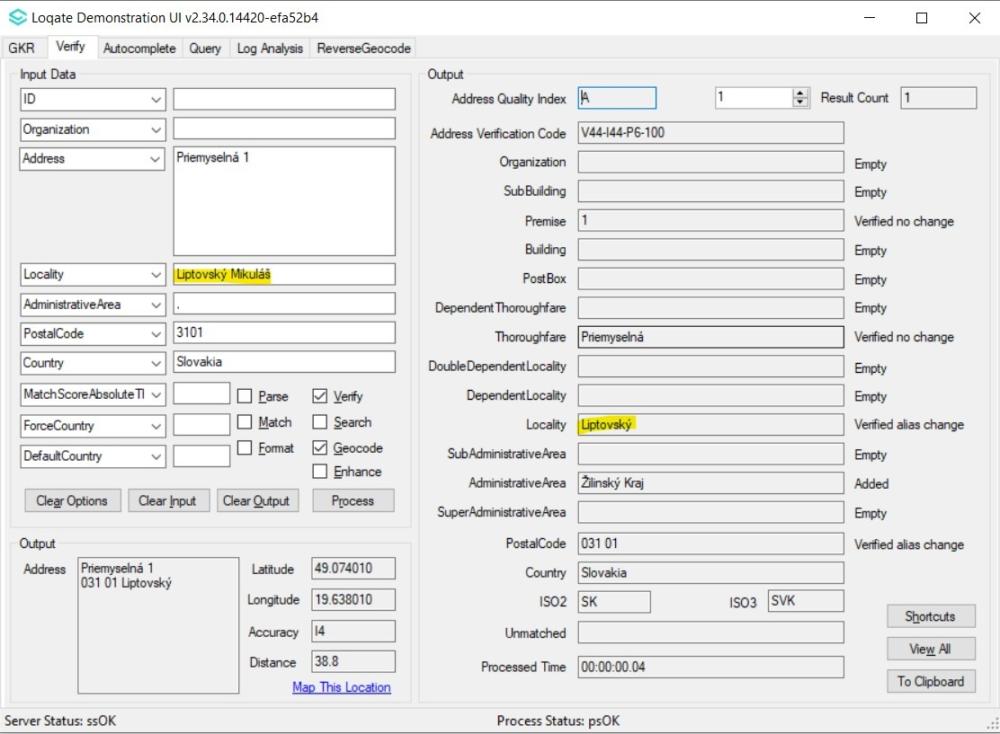 Loqate Demonstration UI v2.34.0.14420-efa52b4
GKR Verify Autocomplete Query Log Analysis ReverseGeocode
Input Data
ID
Organization
Address Priemyselná 1
Locality Liptovský Mikuláš
AdministrativeArea .
PostalCode 3101
Country Slovakia
MatchScoreAbsoluteTl Parse Verify
ForceCountry Match Search
DefaultCountry Format Geocode
Enhance
Clear Options Clear Input Clear Output Process
Output
Address Priemyselná 1
031 01 Liptovský
Latitude 49.074010
Longitude 19.638010
Accuracy I4
Distance 38.8
Map This Location
Output
Address Quality Index A 1 Result Count 1
Address Verification Code V44-I44-P6-100
Organization Empty
SubBuilding Empty
Premise 1 Verified no change
Building Empty
PostBox Empty
DependentThoroughfare Empty
Thoroughfare Priemyselná Verified no change
DoubleDependentLocality Empty
DependentLocality Empty
Locality Liptovský Verified alias change
SubAdministrativeArea Empty
AdministrativeArea Žilinský Kraj Added
SuperAdministrativeArea Empty
PostalCode 031 01 Verified alias change
Country Slovakia
ISO2 SK ISO3 SVK
Unmatched
Processed Time 00:00:00.04
Shortcuts
View All
To Clipboard
Server Status: ssOK Process Status: psOK